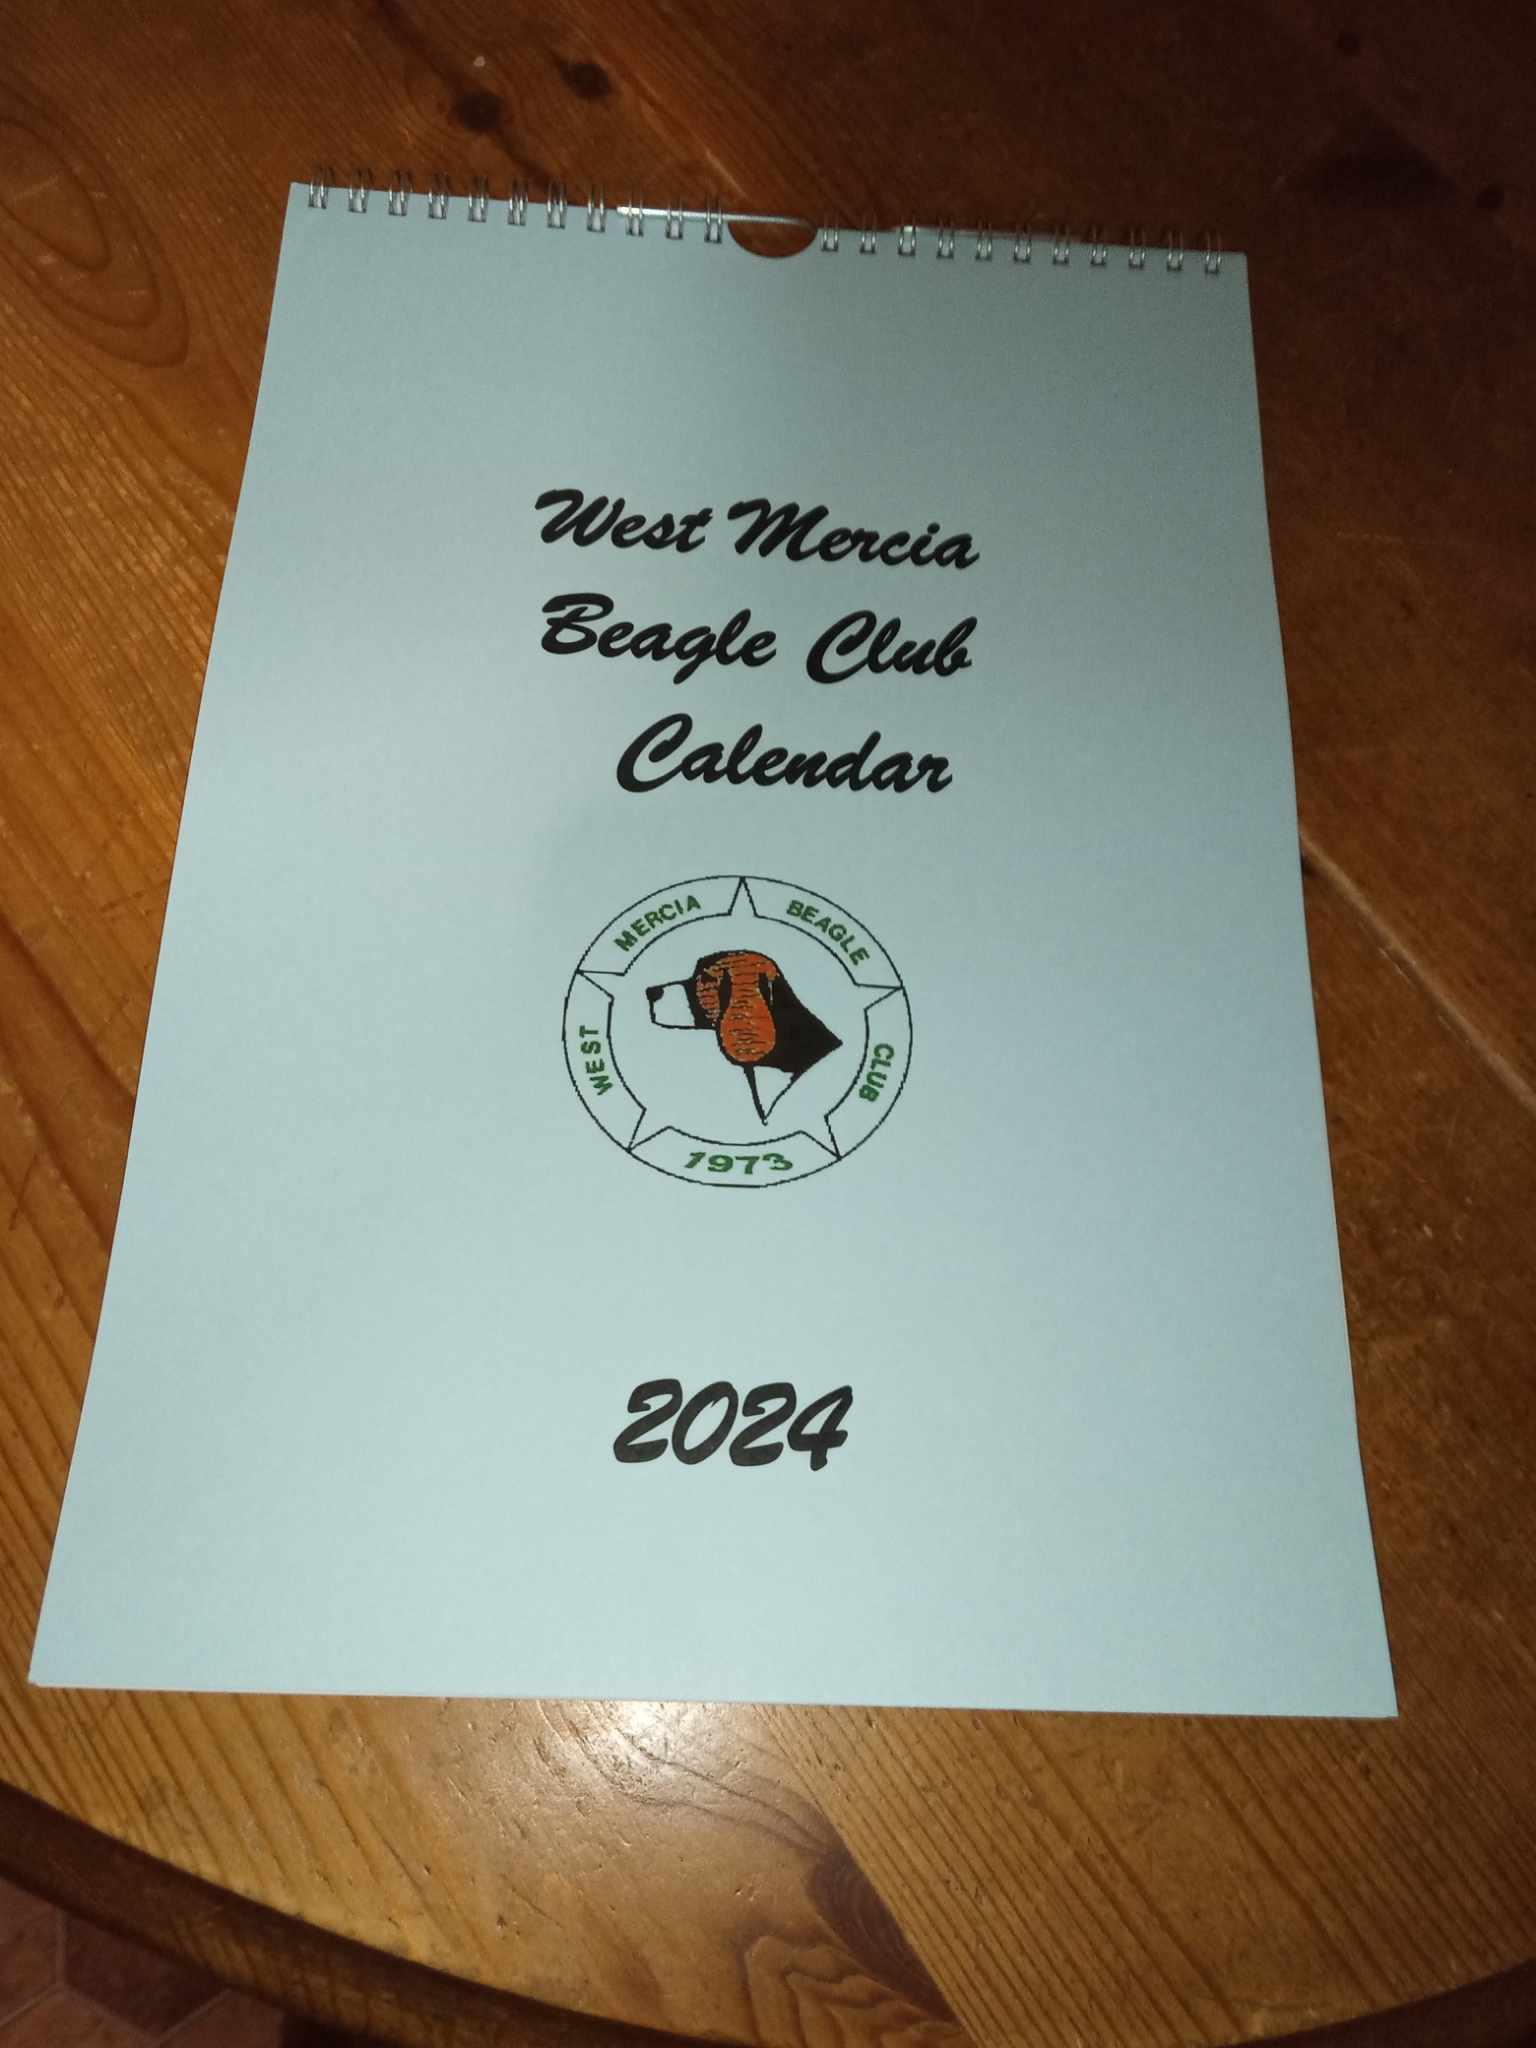 West Mercia
Beagle Club
Calendar
WEST MERCIA BEAGLE CLUB
1973
2024